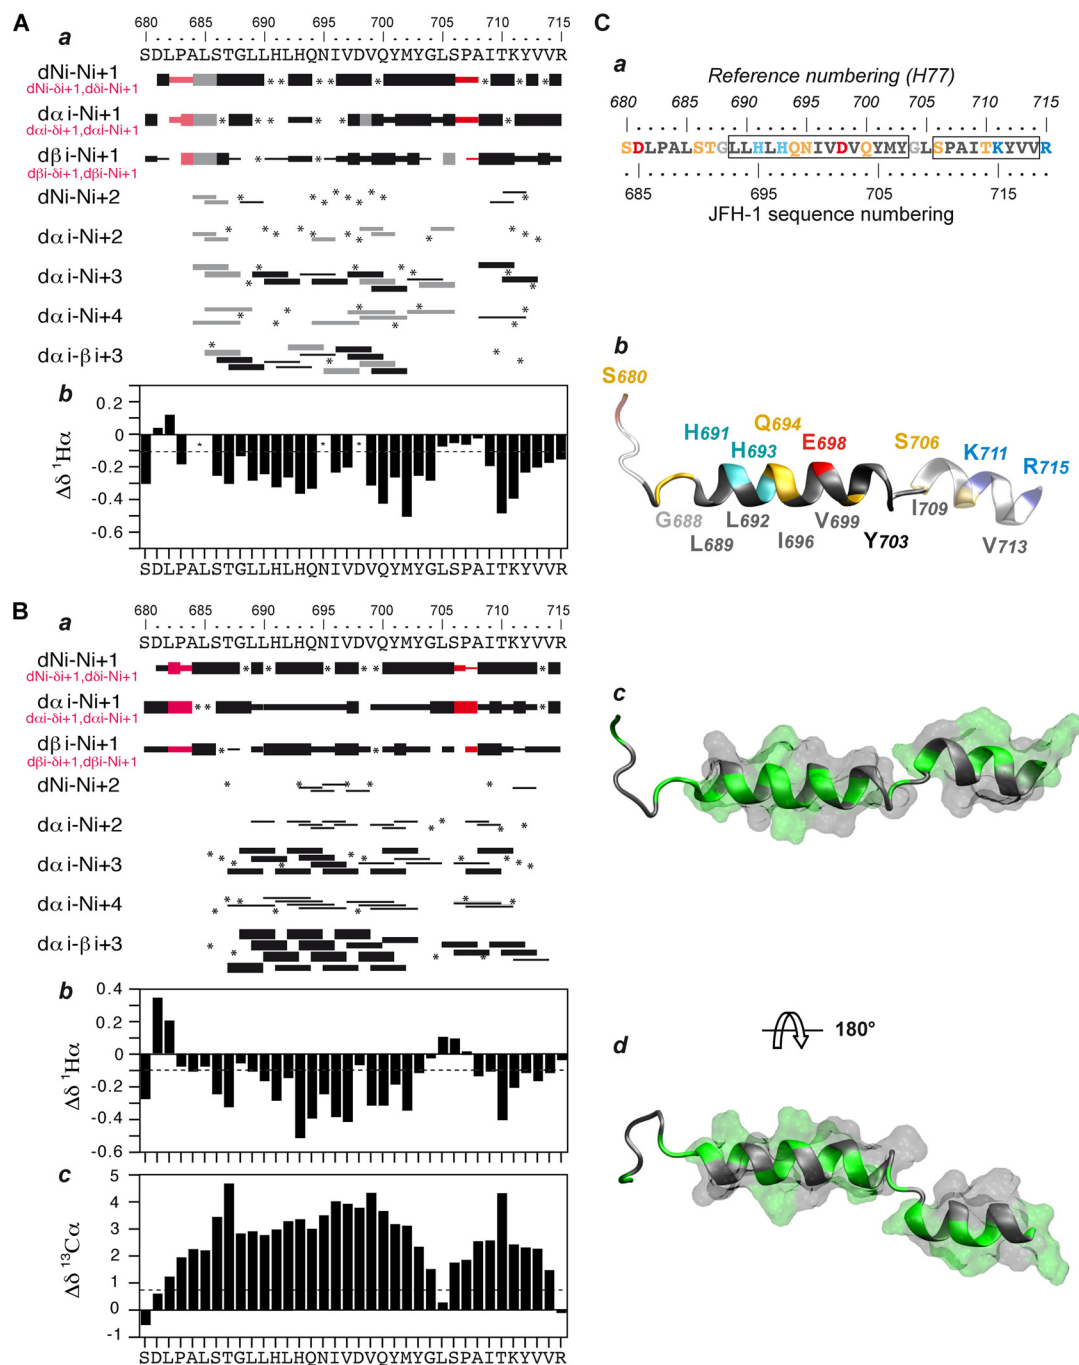 A
680 685 690 695 700 705 710 715
a
SDLPALSTGLLHLHQNIVDVQYMYGLSPAITKYVVR
dNi-Ni+1
dNi-δi+1,dδi-Ni+1
* * * * * * *
dαi-Ni+1
dαi-δi+1,dαi-Ni+1
* * * * * *
dβi-Ni+1
dβi-δi+1,dβi-Ni+1
*
dNi-Ni+2
dαi-Ni+2
dαi-Ni+3
dαi-Ni+4
dαi-βi+3
b
0.2
0
-0.2
-0.4
-0.6
Δδ ¹Hα
* * *
SDLPALSTGLLHLHQNIVDVQYMYGLSPAITKYVVR
B
680 685 690 695 700 705 710 715
a
SDLPALSTGLLHLHQNIVDVQYMYGLSPAITKYVVR
dNi-Ni+1
dNi-δi+1,dδi-Ni+1
* * * * * *
dαi-Ni+1
dαi-δi+1,dαi-Ni+1
* * *
dβi-Ni+1
dβi-δi+1,dβi-Ni+1
* *
dNi-Ni+2
dαi-Ni+2
dαi-Ni+3
dαi-Ni+4
dαi-βi+3
b
0.4
0.2
0
-0.2
-0.4
-0.6
Δδ ¹Hα
c
5
4
3
2
1
0
-1
Δδ ¹³Cα
SDLPALSTGLLHLHQNIVDVQYMYGLSPAITKYVVR
C
a
Reference numbering (H77)
680 685 690 695 700 705 710 715
SDLPALSTGLLHLHQNIVDVQYMYGLSPAITKYVVR
685 695 705 715
JFH-1 sequence numbering
b
S680
H691
Q694
H693
E698
S706
K711
R715
G688
L689
L692
I696
V699
Y703
I709
V713
c
180°
d